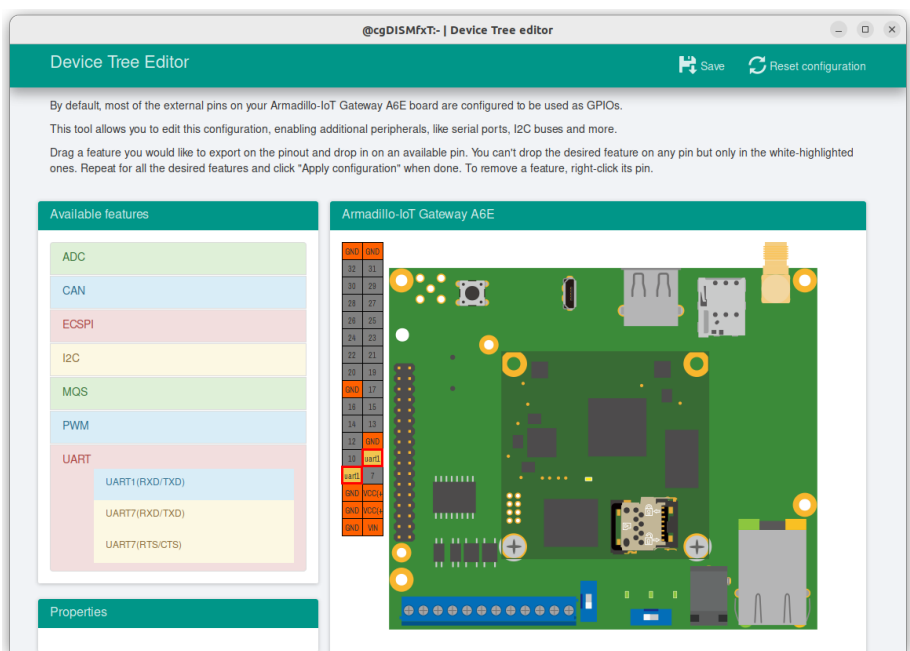 @cgDISMfxT:- | Device Tree editor
Device Tree Editor
Save
Reset configuration
By default, most of the external pins on your Armadillo-IoT Gateway A6E board are configured to be used as GPIOs.
This tool allows you to edit this configuration, enabling additional peripherals, like serial ports, I2C buses and more.
Drag a feature you would like to export on the pinout and drop in on an available pin. You can't drop the desired feature on any pin but only in the white-highlighted
ones. Repeat for all the desired features and click "Apply configuration" when done. To remove a feature, right-click its pin.
Available features
ADC
CAN
ECSPI
I2C
MQS
PWM
UART
UART1(RXD/TXD)
UART7(RXD/TXD)
UART7(RTS/CTS)
Properties
Armadillo-IoT Gateway A6E
GND GND
32 31
30 29
28 27
26 25
24 23
22 21
20 19
GND 17
16 15
14 13
12 GND
10 uart1
uart1 7
GND VCC(+
GND VCC(+
GND VIN